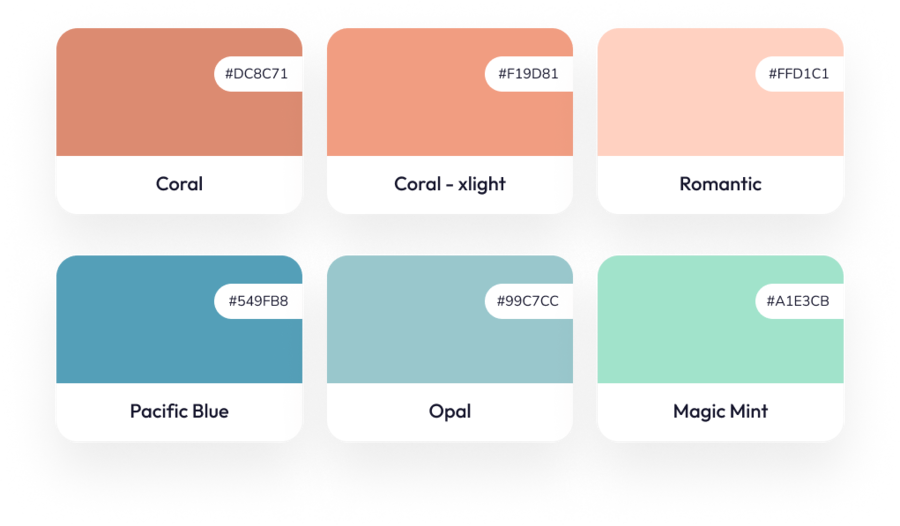 #DC8C71
#F19D81
#FFD1C1
Coral
Coral - xlight
Romantic
#549FB8
#99C7CC
#A1E3CB
Pacific Blue
Opal
Magic Mint